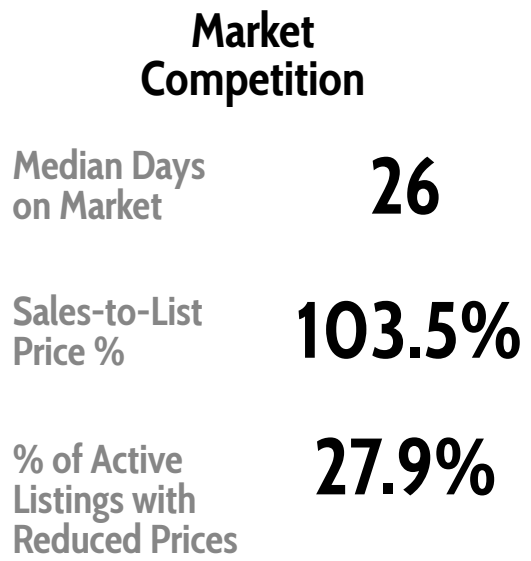 Market
Competition
Median Days
on Market
26
Sales-to-List
Price %
103.5%
% of Active
Listings with
Reduced Prices
27.9%